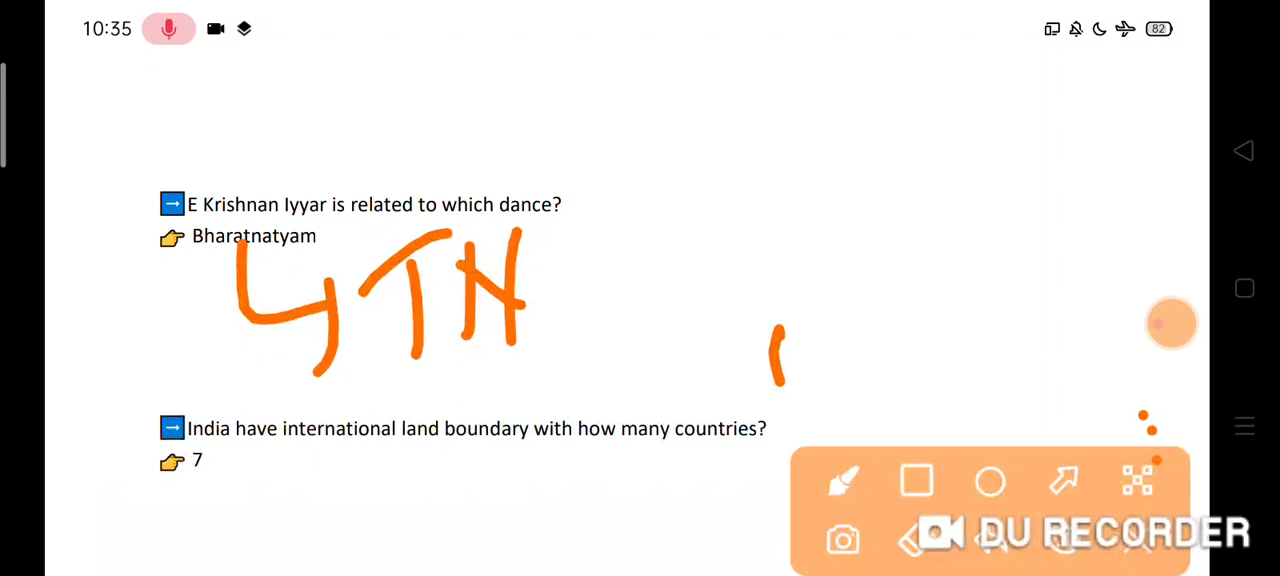 10:35
82
➡E Krishnan Iyyar is related to which dance?
👉 Bharatnatyam
TN
➡India have international land boundary with how many countries?
👉 7
DU RECORDER